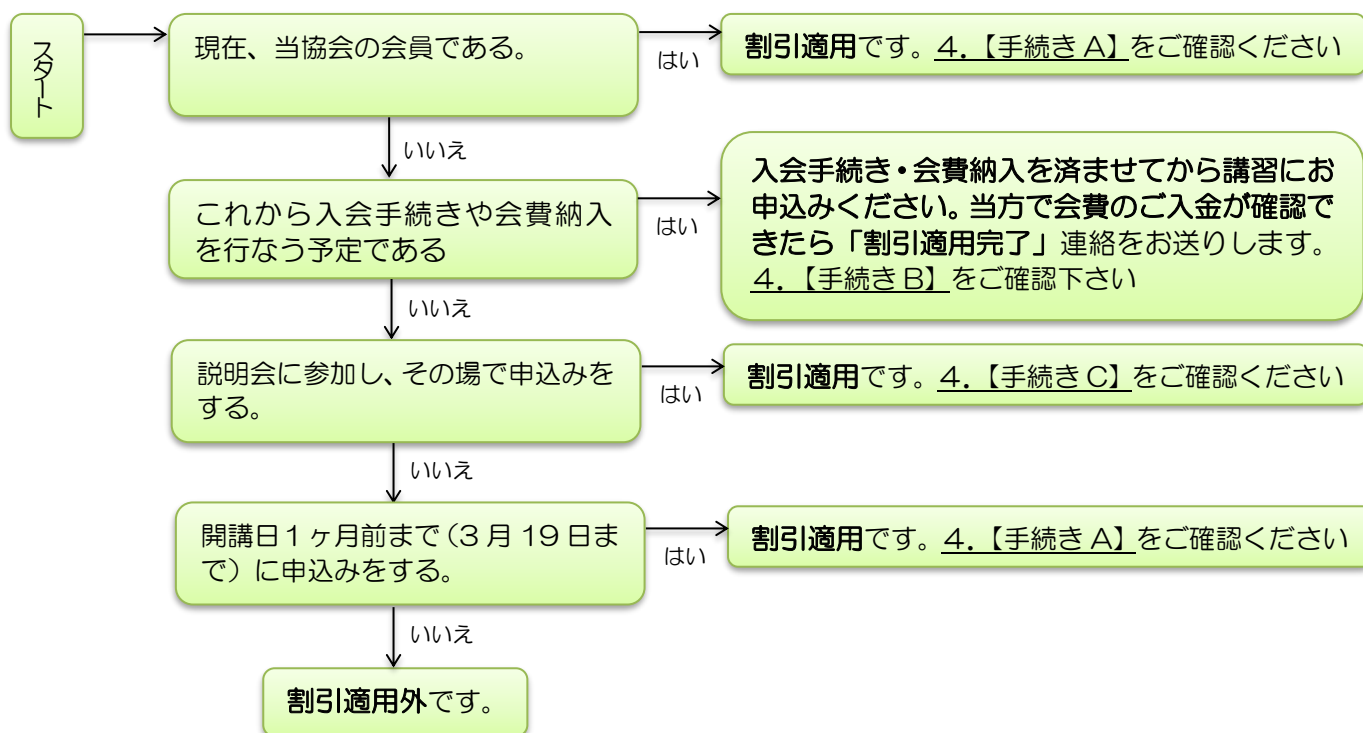 スタート
現在、当協会の会員である。
はい
割引適用です。4.【手続きA】をご確認ください
いいえ
これから入会手続きや会費納入
を行なう予定である
はい
入会手続き・会費納入を済ませてから講習にお
申込みください。当方で会費のご入金が確認で
きたら「割引適用完了」連絡をお送りします。
4.【手続きB】をご確認下さい
いいえ
説明会に参加し、その場で申込みを
する。
はい
割引適用です。4.【手続きC】をご確認ください
いいえ
開講日1ヶ月前まで(3月19日ま
で)に申込みをする。
はい
割引適用です。4.【手続きA】をご確認ください
いいえ
割引適用外です。